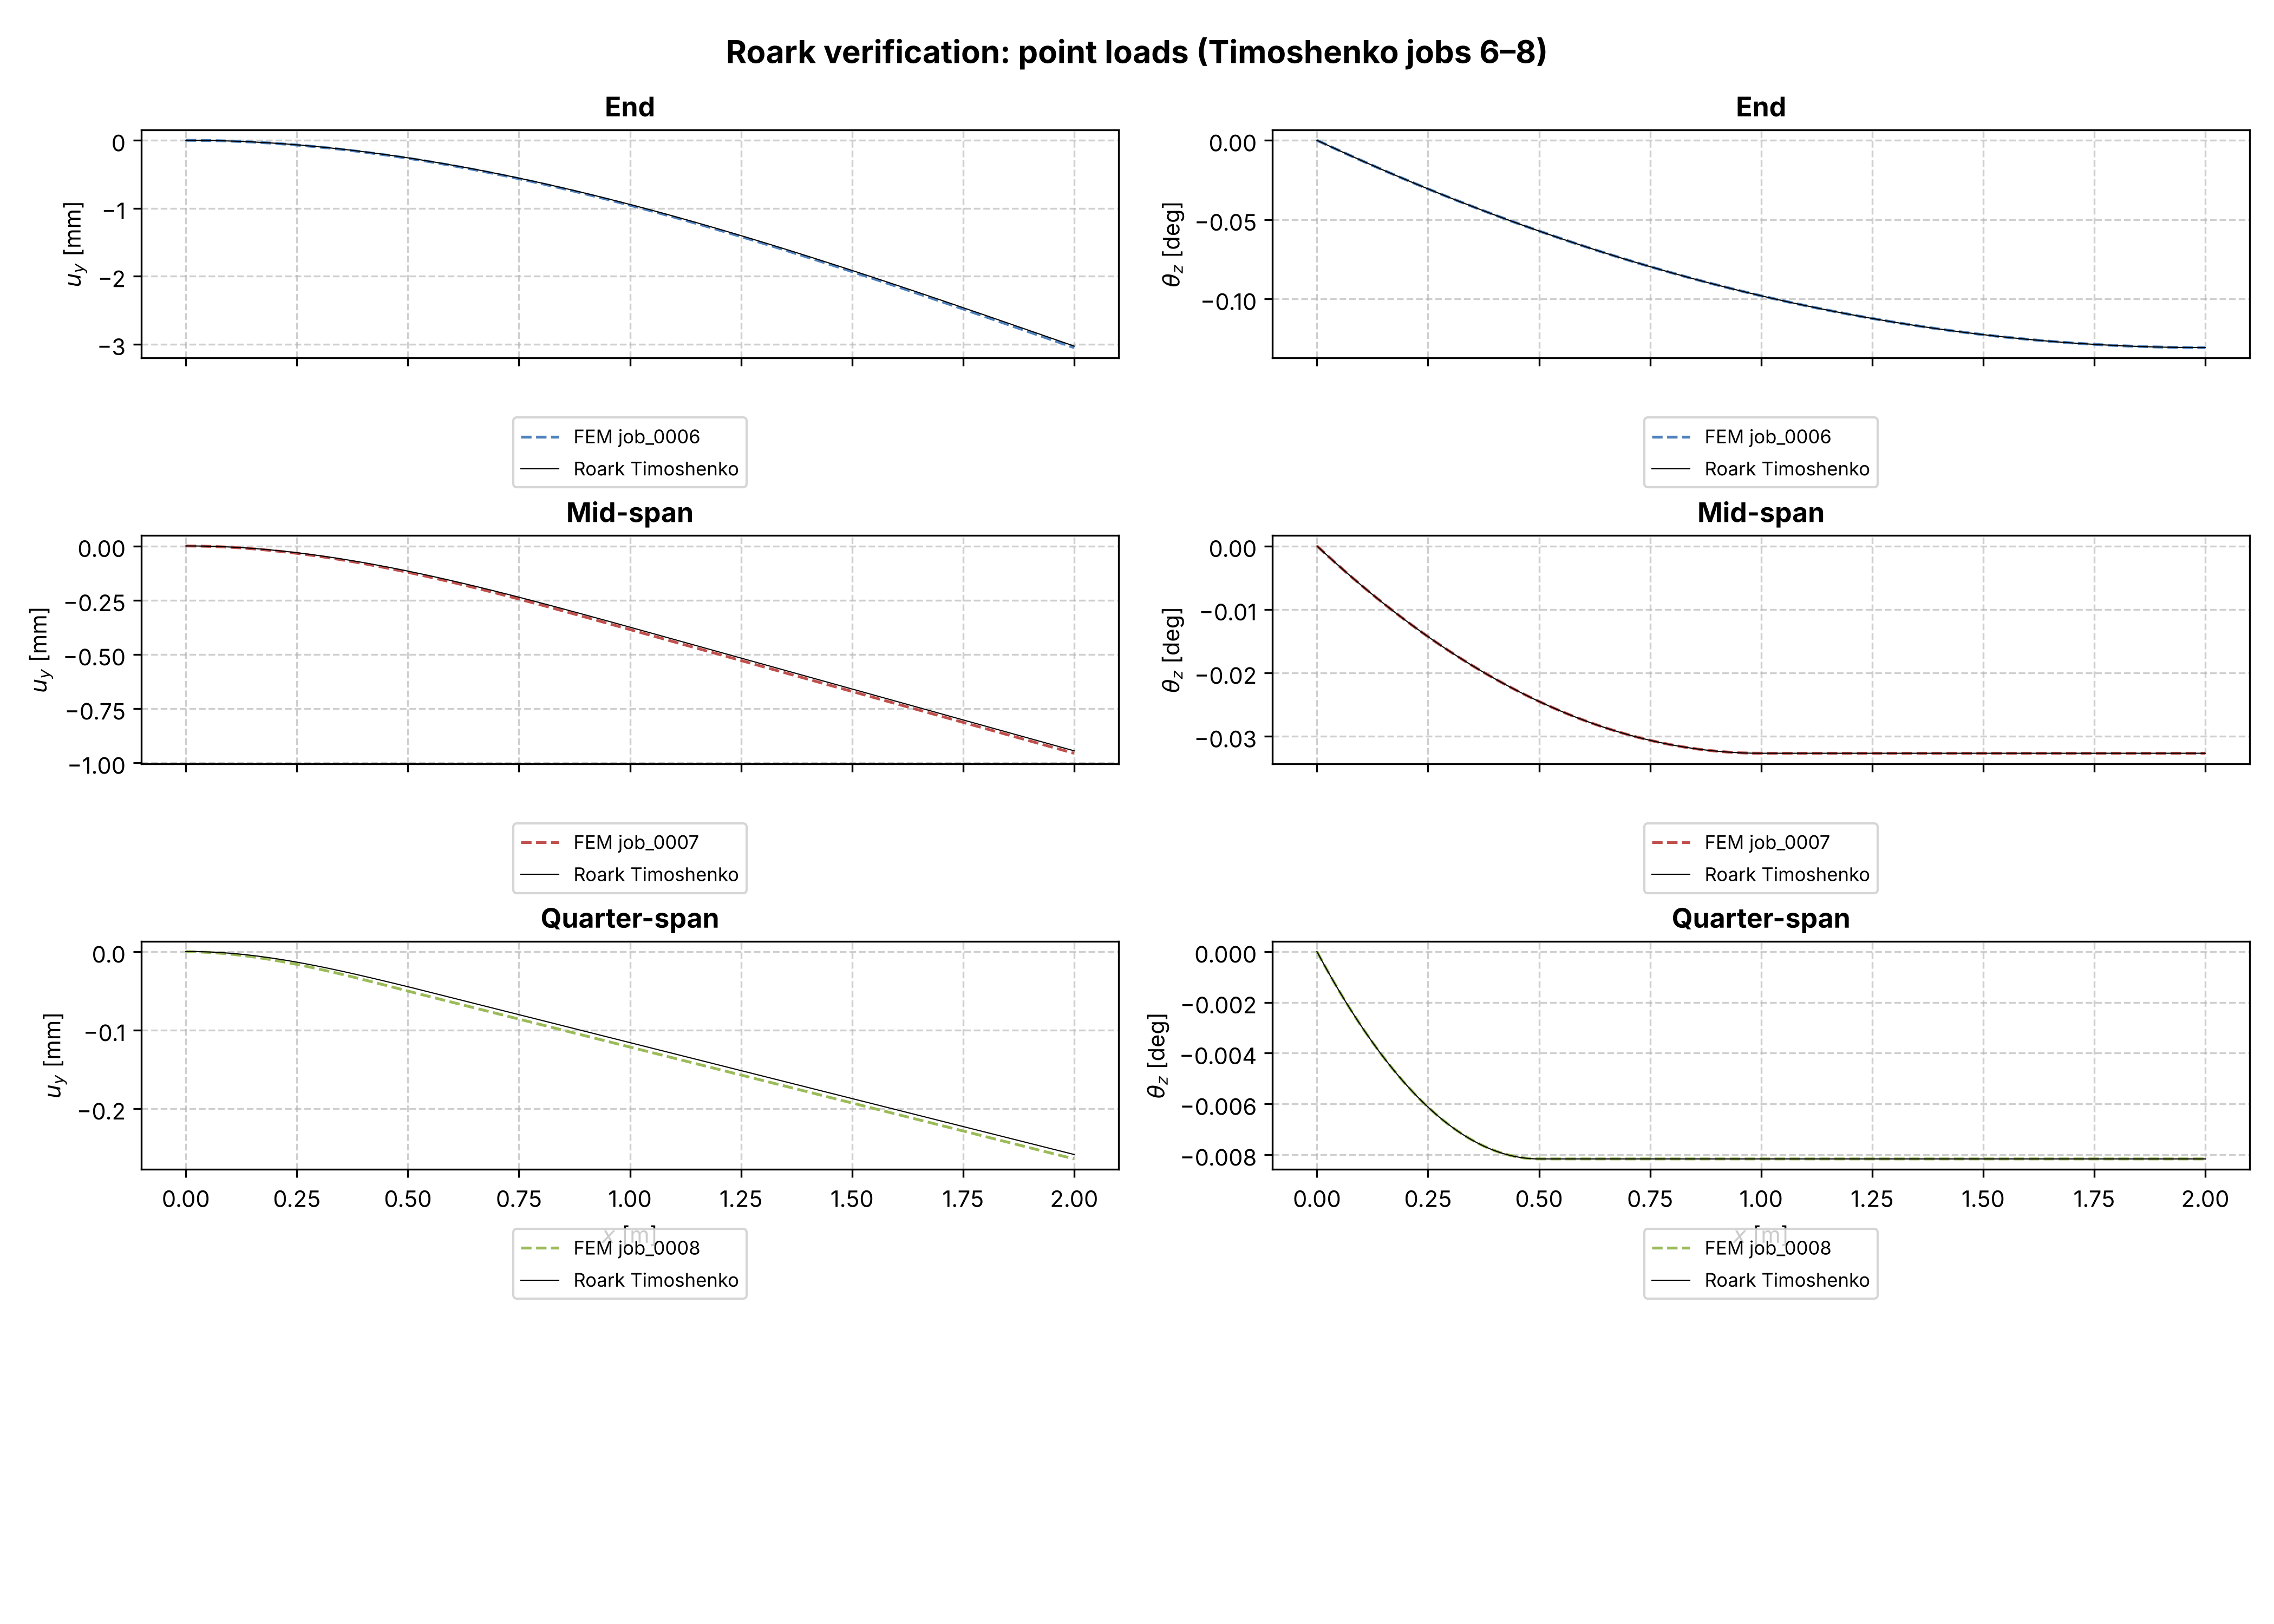 Roark verification: point loads (Timoshenko jobs 6–8)
End
0
−1
−2
−3
u_y [mm]
FEM job_0006
Roark Timoshenko
End
0.00
−0.05
−0.10
θ_z [deg]
FEM job_0006
Roark Timoshenko
Mid-span
0.00
−0.25
−0.50
−0.75
−1.00
u_y [mm]
FEM job_0007
Roark Timoshenko
Mid-span
0.00
−0.01
−0.02
−0.03
θ_z [deg]
FEM job_0007
Roark Timoshenko
Quarter-span
0.0
−0.1
−0.2
u_y [mm]
0.00 0.25 0.50 0.75 1.00 1.25 1.50 1.75 2.00
x [m]
FEM job_0008
Roark Timoshenko
Quarter-span
0.000
−0.002
−0.004
−0.006
−0.008
θ_z [deg]
0.00 0.25 0.50 0.75 1.00 1.25 1.50 1.75 2.00
x [m]
FEM job_0008
Roark Timoshenko